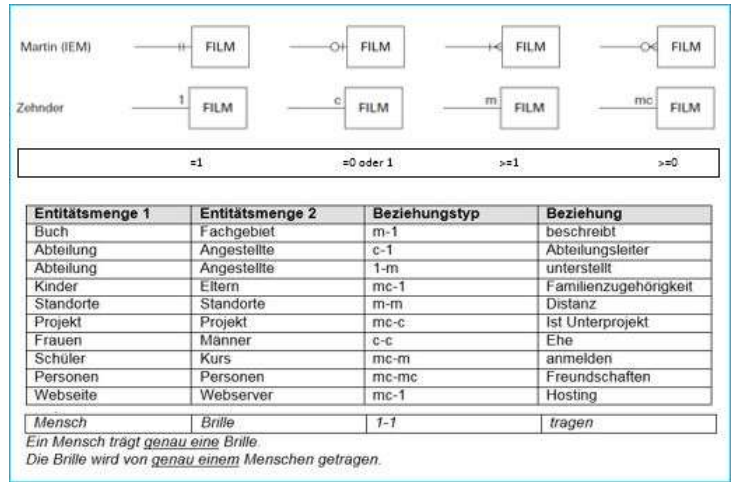 Martin (IEM) FILM FILM FILM FILM
Zehnder 1 FILM c FILM m FILM mc FILM
=1 =0 oder 1 >=1 >=0
Entitätsmenge 1 Entitätsmenge 2 Beziehungstyp Beziehung
Buch Fachgebiet m-1 beschreibt
Abteilung Angestellte c-1 Abteilungsleiter
Abteilung Angestellte 1-m unterstellt
Kinder Eltern mc-1 Familienzugehörigkeit
Standorte Standorte m-m Distanz
Projekt Projekt mc-c Ist Unterprojekt
Frauen Männer c-c Ehe
Schüler Kurs mc-m anmelden
Personen Personen mc-mc Freundschaften
Webseite Webserver mc-1 Hosting
Mensch Brille 1-1 tragen
Ein Mensch trägt genau eine Brille.
Die Brille wird von genau einem Menschen getragen.